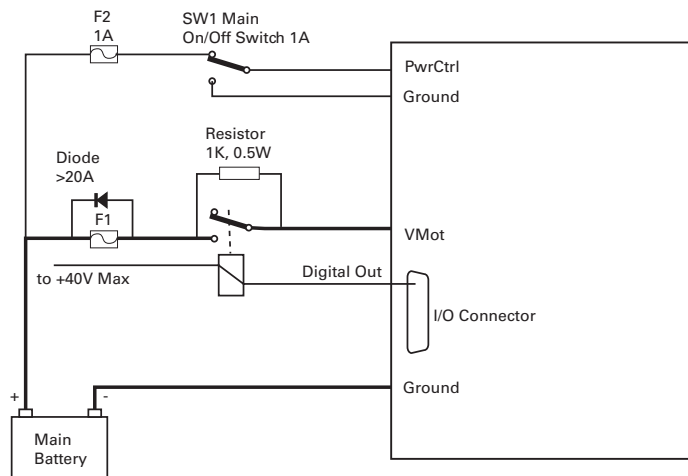 F2
1A
SW1 Main
On/Off Switch 1A
PwrCtrl
Ground
Resistor
1K, 0.5W
Diode
>20A
F1
VMot
to +40V Max
Digital Out
I/O Connector
Ground
+
-
Main
Battery